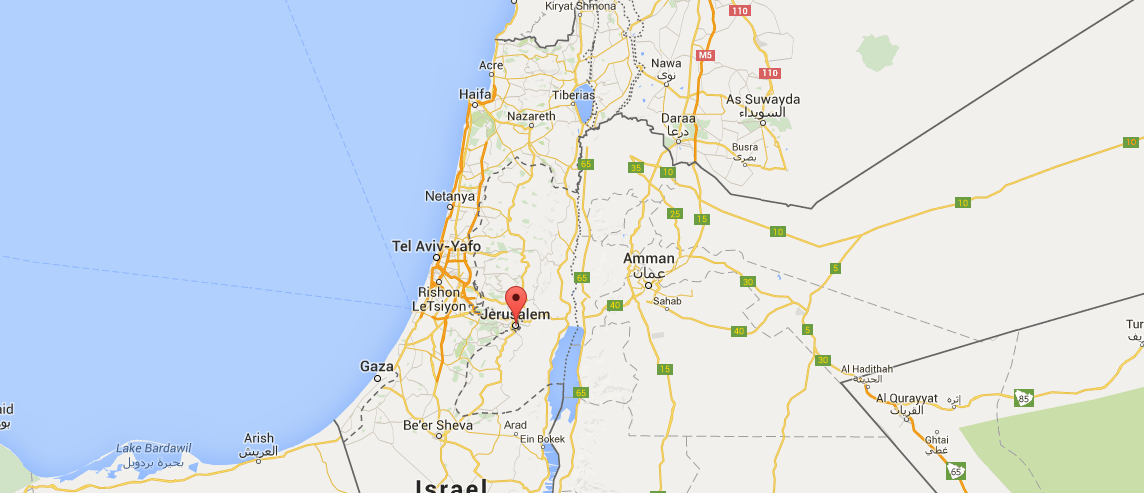 Kiryat Shmona
110
M5
Acre
Nawa
نوى
110
Haifa
Tiberias
As Suwayda
السويداء
Nazareth
Daraa
درعا
Busra
بصرى
10
65
35
10
Netanya
10
25
15
10
Tel Aviv-Yafo
Amman
عمان
5
65
30
Rishon
LeTsiyon
Sahab
40
Jerusalem
40
5
30
Gaza
15
Al Hadithah
الحديثة
65
Al Qurayyat
القريات
إثره
85
Be'er Sheva
Arad
Ein Bokek
Arish
العريش
Ghtai
غطي
Lake Bardawil
بحيرة بردويل
65
Israel